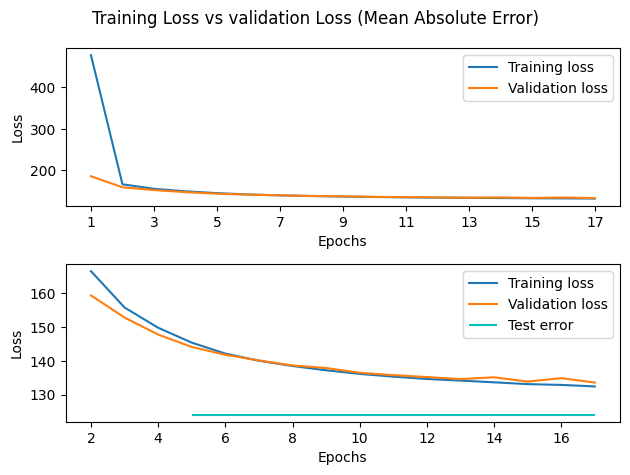 Training Loss vs validation Loss (Mean Absolute Error)
Training loss
Validation loss
400
300
200
Loss
1 3 5 7 9 11 13 15 17
Epochs
Training loss
Validation loss
Test error
160
150
140
130
Loss
2 4 6 8 10 12 14 16
Epochs